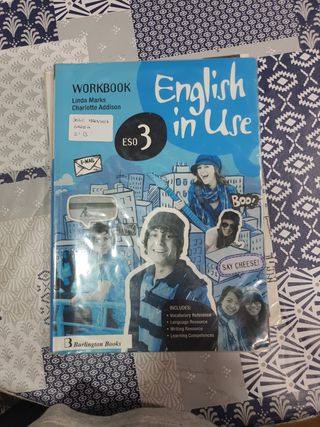 WORKBOOK
Linda Marks
Charlotte Addison
English
in Use
ESO 3
E-MAIL
BOO!
SAY CHEESE!
INCLUDES:
• Vocabulary Reference
• Language Resource
• Writing Resource
• Learning Competences
B Burlington Books